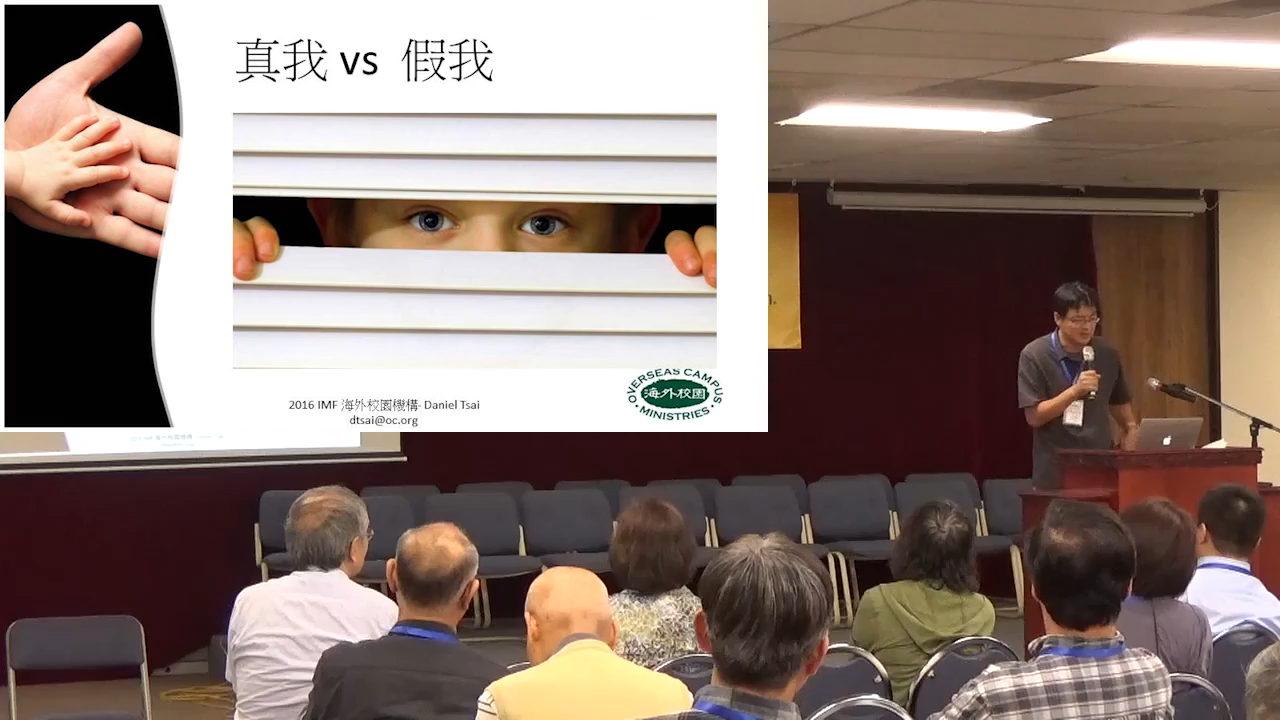 真我 vs 假我
2016 IMF 海外校園機構- Daniel Tsai
dtsai@oc.org
OVERSEAS CAMPUS
海外校園
MINISTRIES